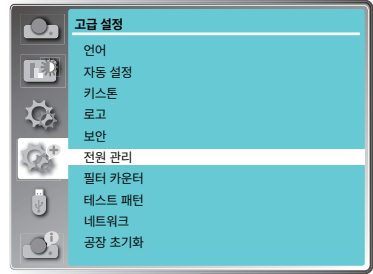 고급 설정
언어
자동 설정
키스톤
로고
보안
전원 관리
필터 카운터
테스트 패턴
네트워크
공장 초기화